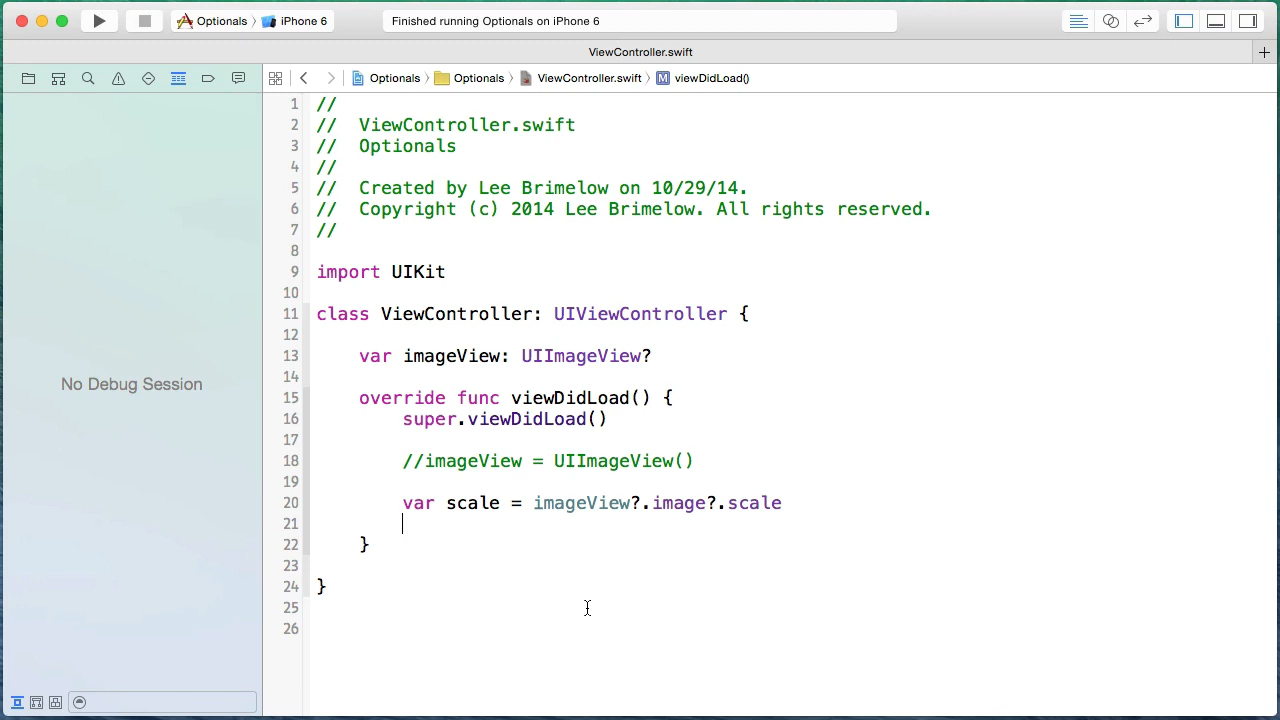 Optionals
iPhone 6
Finished running Optionals on iPhone 6
ViewController.swift
Optionals
Optionals
ViewController.swift
M
viewDidLoad()
No Debug Session
1 //
2 //  ViewController.swift
3 //  Optionals
4 //
5 //  Created by Lee Brimelow on 10/29/14.
6 //  Copyright (c) 2014 Lee Brimelow. All rights reserved.
7 //
8
9 import UIKit
10
11 class ViewController: UIViewController {
12
13     var imageView: UIImageView?
14
15     override func viewDidLoad() {
16         super.viewDidLoad()
17
18         //imageView = UIImageView()
19
20         var scale = imageView?.image?.scale
21
22     }
23
24 }
25
26